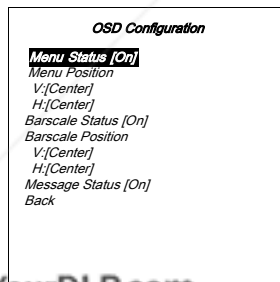 OSD Configuration
Menu Status [On]
Menu Position
V:[Center]
H:[Center]
Barscale Status [On]
Barscale Position
V:[Center]
H:[Center]
Message Status [On]
Back